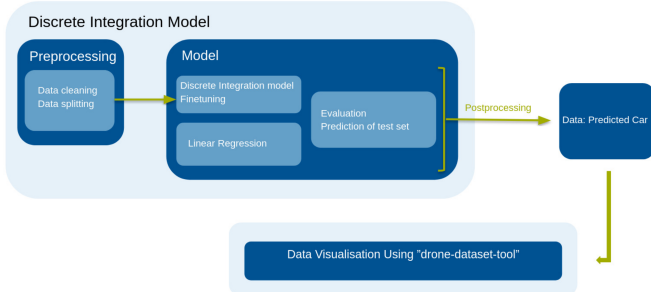 Discrete Integration Model
Preprocessing
Data cleaning
Data splitting
Model
Discrete Integration model
Finetuning
Linear Regression
Evaluation
Prediction of test set
Postprocessing
Data: Predicted Car
Data Visualisation Using "drone-dataset-tool"